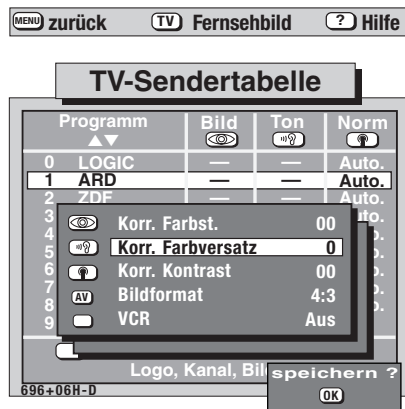 MENU zurück TV Fernsehbild ? Hilfe
TV-Sendertabelle
Programm Bild Ton Norm
0 LOGIC — — Auto.
1 ARD — — Auto.
2 ZDF — — Auto.
3
4
5
6
7
8
9
Korr. Farbst. 00
Korr. Farbversatz 0
Korr. Kontrast 00
AV Bildformat 4:3
VCR Aus
Logo, Kanal,
speichern ?
OK
696+06H-D